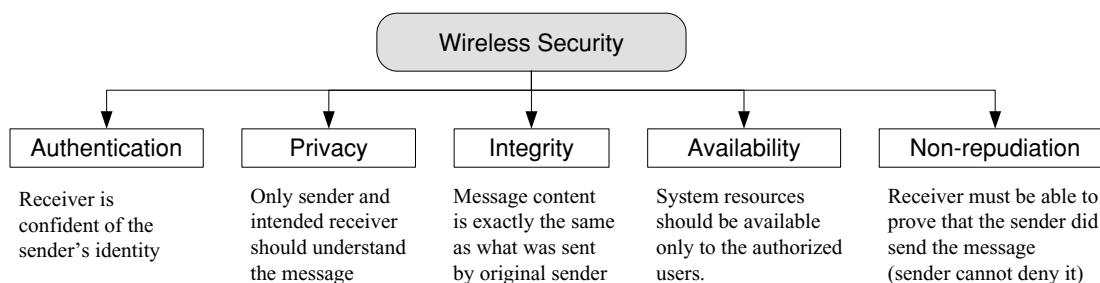 Wireless Security
Authentication
Privacy
Integrity
Availability
Non-repudiation
Receiver is
confident of the
sender’s identity
Only sender and
intended receiver
should understand
the message
Message content
is exactly the same
as what was sent
by original sender
System resources
should be available
only to the authorized
users.
Receiver must be able to
prove that the sender did
send the message
(sender cannot deny it)